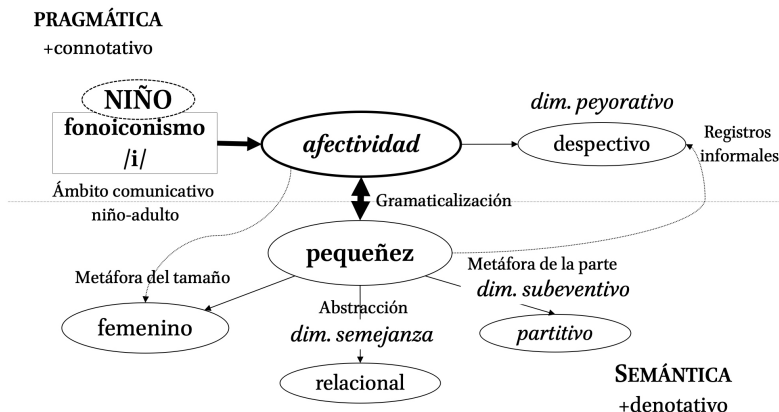 PRAGMÁTICA
+connotativo
NIÑO
fonoiconismo
/i/
Ámbito comunicativo
niño-adulto
afectividad
dim. peyorativo
despectivo
Registros
informales
Gramaticalización
pequeñez
Metáfora del tamaño
femenino
Abstracción
dim. semejanza
relacional
Metáfora de la parte
dim. subeventivo
partitivo
SEMÁNTICA
+denotativo